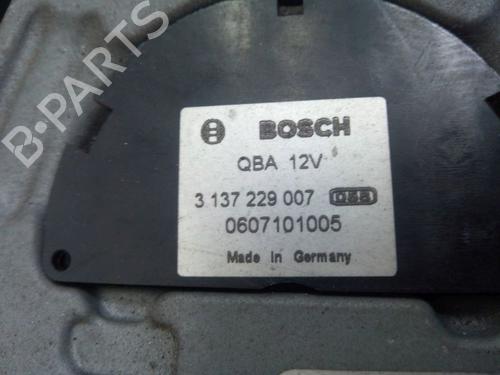 B-PARTS
BOSCH
QBA 12V
3 137 229 007
0607101005
Made in Germany